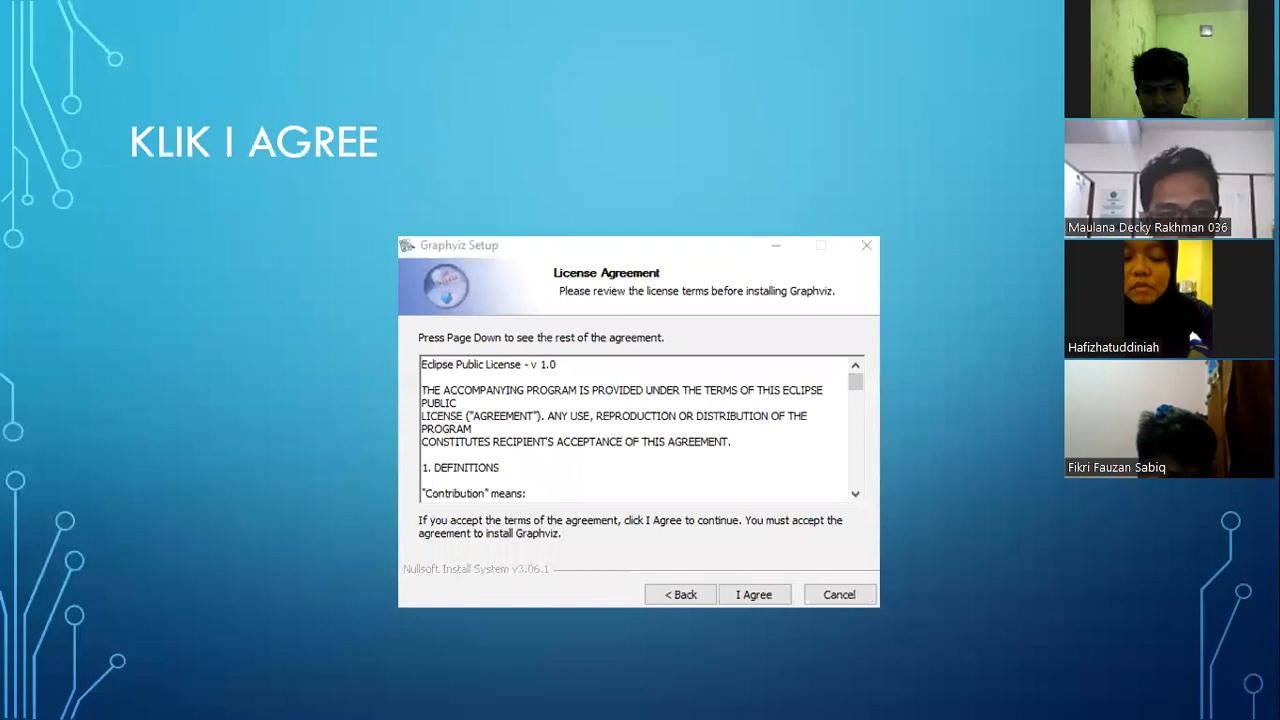 KLIK I AGREE
Graphviz Setup
License Agreement
Please review the license terms before installing Graphviz.
Press Page Down to see the rest of the agreement.
Eclipse Public License - v 1.0
THE ACCOMPANYING PROGRAM IS PROVIDED UNDER THE TERMS OF THIS ECLIPSE
PUBLIC
LICENSE ("AGREEMENT"). ANY USE, REPRODUCTION OR DISTRIBUTION OF THE
PROGRAM
CONSTITUTES RECIPIENT'S ACCEPTANCE OF THIS AGREEMENT.
1. DEFINITIONS
"Contribution" means:
If you accept the terms of the agreement, click I Agree to continue. You must accept the
agreement to install Graphviz.
Nullsoft Install System v3.06.1
< Back
I Agree
Cancel
Maulana Decky Rakhman 036
Hafizhatuddiniah
Fikri Fauzan Sabiq